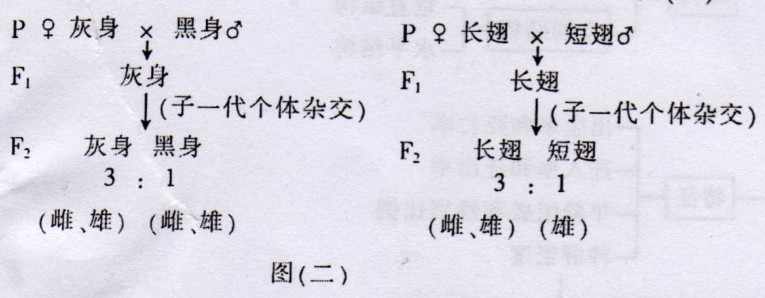 P ♀ 灰身 × 黑身♂
F₁ 灰身
(子一代个体杂交)
F₂ 灰身 黑身
3 : 1
(雌、雄) (雌、雄)
P ♀ 长翅 × 短翅♂
F₁ 长翅
(子一代个体杂交)
F₂ 长翅 短翅
3 : 1
(雌、雄) (雄)
图(二)